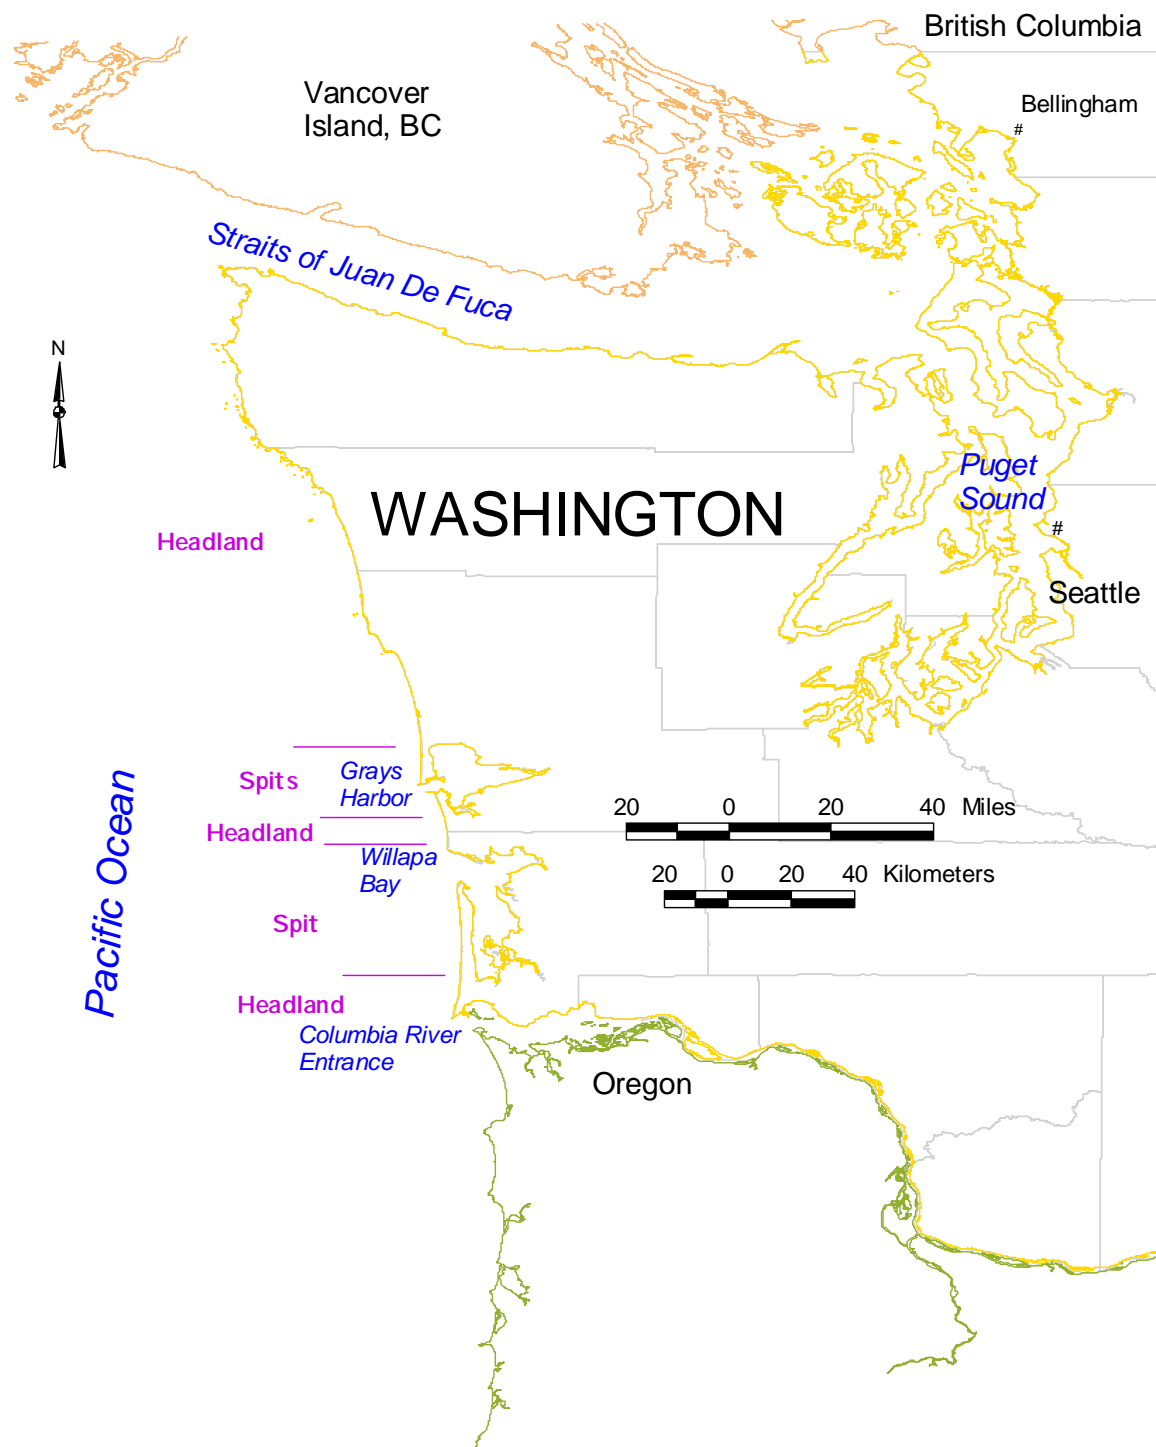 British Columbia
Vancover
Island, BC
Bellingham
#
Straits of Juan De Fuca
N
Puget
Sound
WASHINGTON
#
Headland
Seattle
Spits
Grays
Harbor
Pacific Ocean
20 0 20 40 Miles
Headland
Willapa
Bay
20 0 20 40 Kilometers
Spit
Headland
Columbia River
Entrance
Oregon